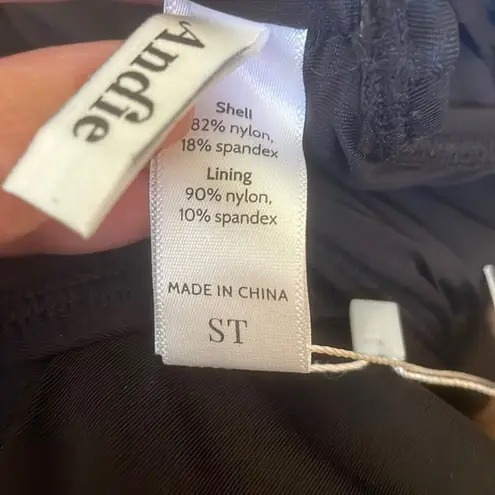 Andie
Shell
82% nylon,
18% spandex
Lining
90% nylon,
10% spandex
MADE IN CHINA
ST